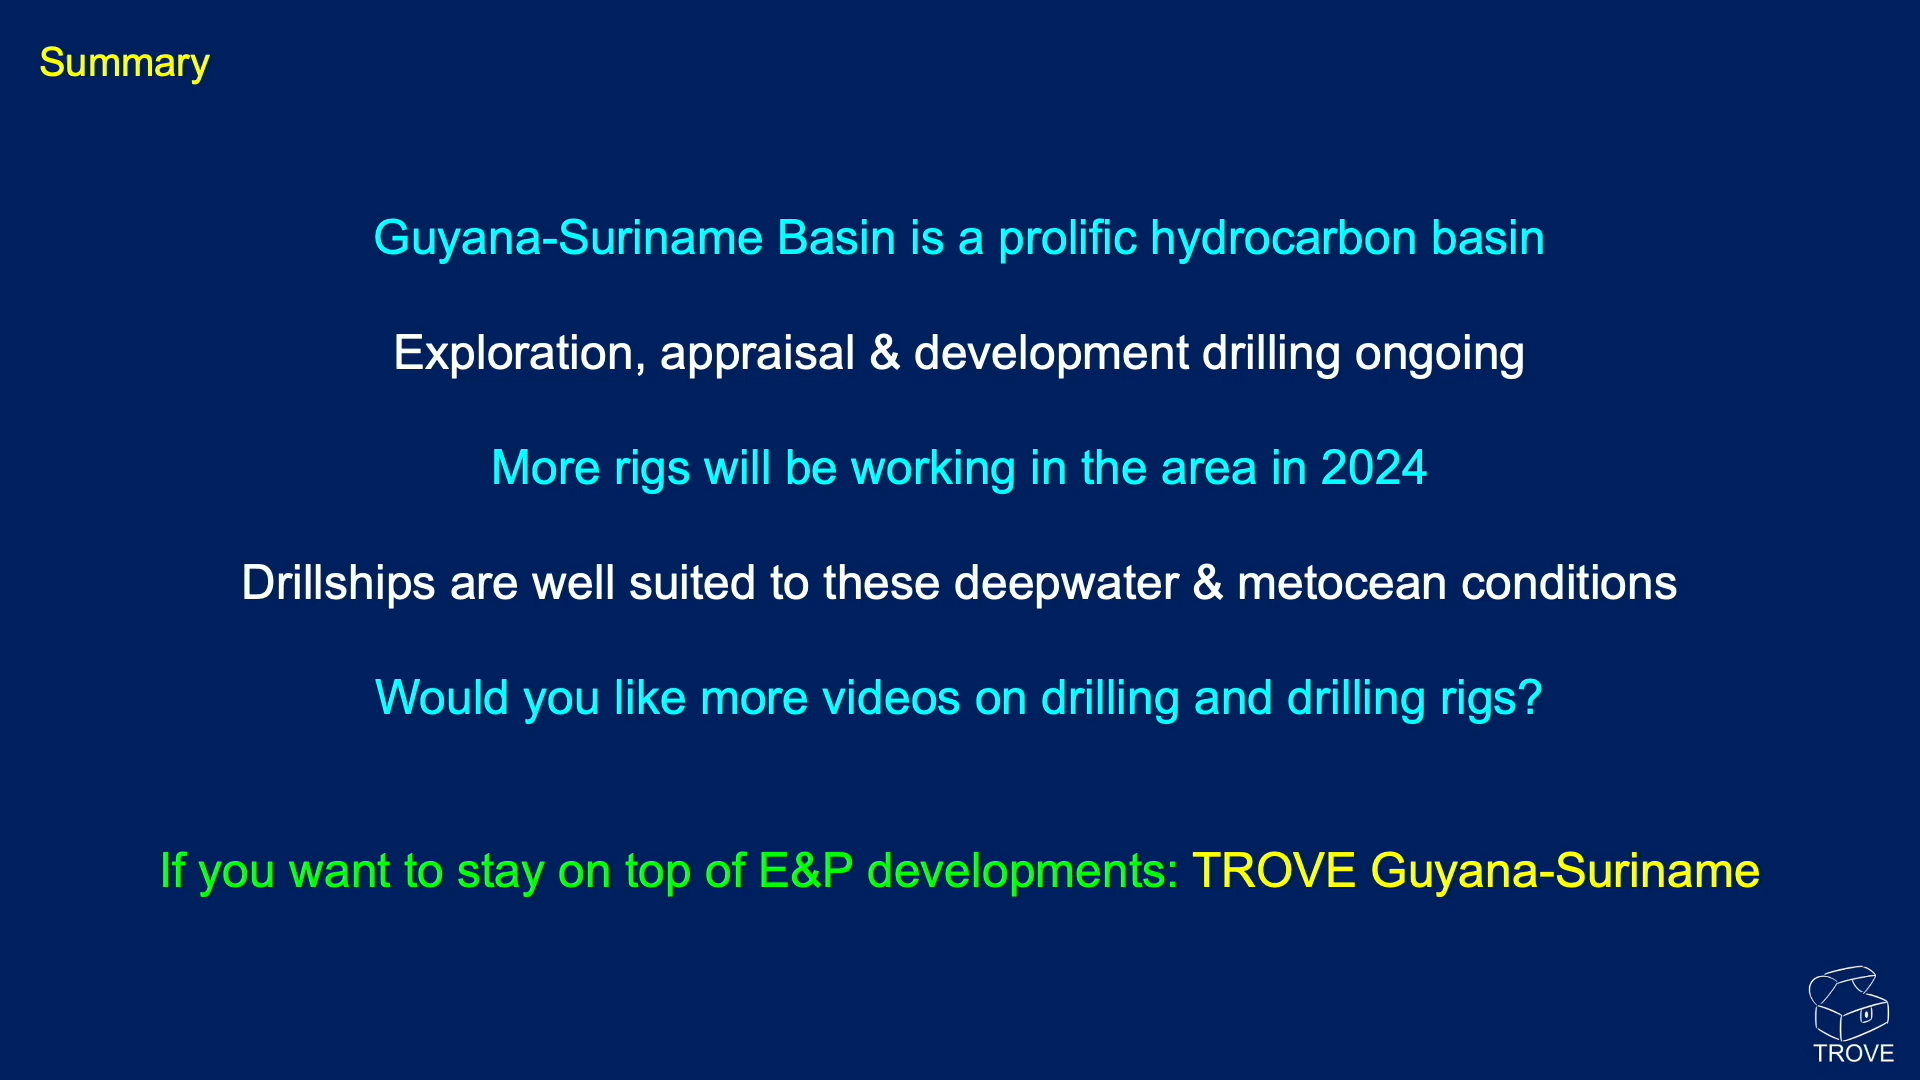 Summary
Guyana-Suriname Basin is a prolific hydrocarbon basin
Exploration, appraisal & development drilling ongoing
More rigs will be working in the area in 2024
Drillships are well suited to these deepwater & metocean conditions
Would you like more videos on drilling and drilling rigs?
If you want to stay on top of E&P developments: TROVE Guyana-Suriname
TROVE